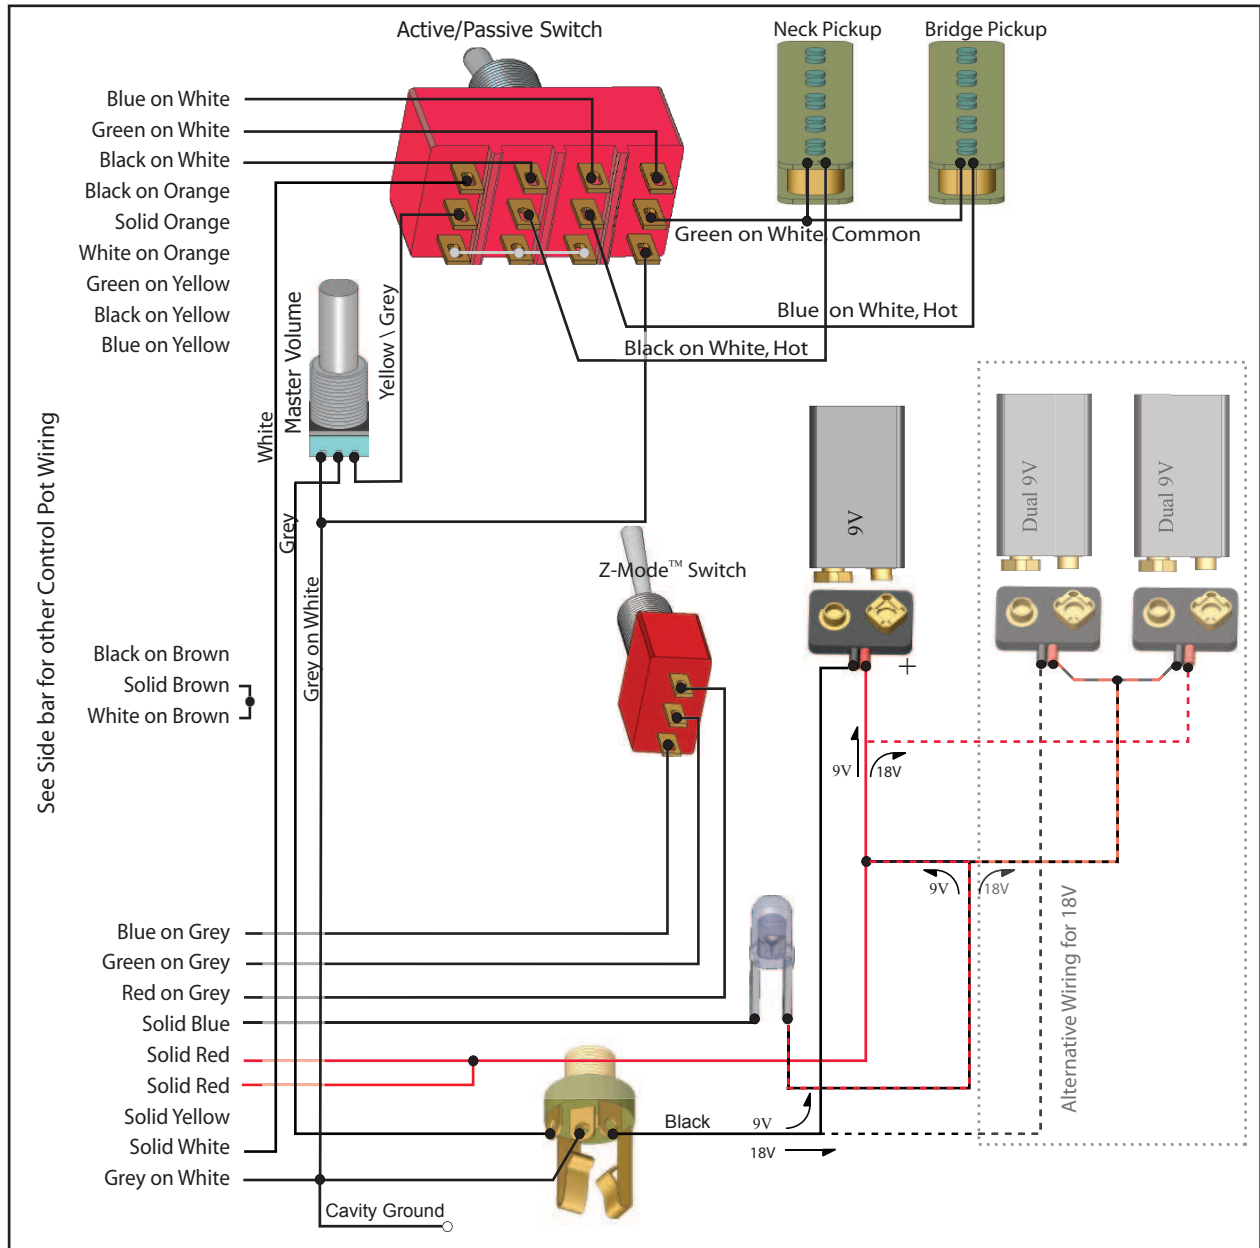 Active/Passive Switch
Neck Pickup
Bridge Pickup
Blue on White
Green on White
Black on White
Black on Orange
Solid Orange
White on Orange
Green on Yellow
Black on Yellow
Blue on Yellow
Green on White, Common
Blue on White, Hot
Black on White, Hot
Master Volume
Yellow \ Grey
White
See Side bar for other Control Pot Wiring
Grey
Grey on White
Z-Mode™ Switch
9V
Dual 9V
Dual 9V
+
Black on Brown
Solid Brown
White on Brown
9V
18V
9V
18V
Alternative Wiring for 18V
Blue on Grey
Green on Grey
Red on Grey
Solid Blue
Solid Red
Solid Red
Solid Yellow
Solid White
Grey on White
Black
9V
18V
Cavity Ground